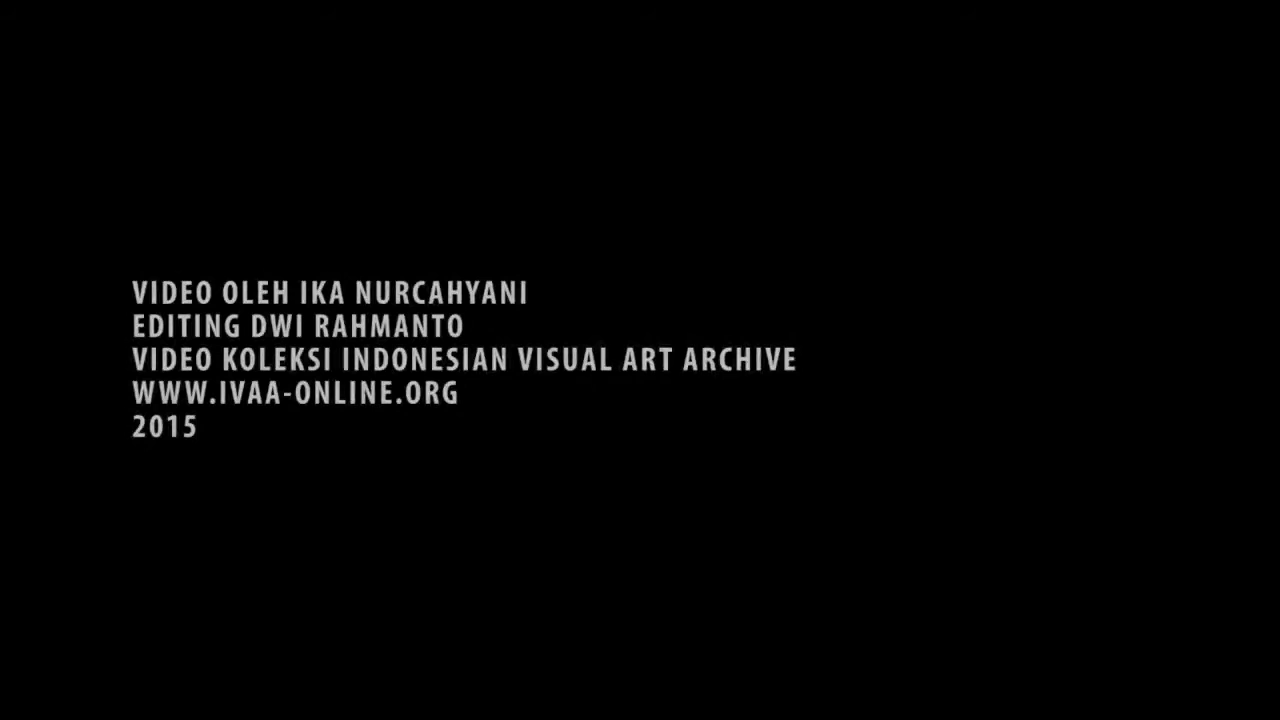 VIDEO OLEH IKA NURCAHYANI
EDITING DWI RAHMANTO
VIDEO KOLEKSI INDONESIAN VISUAL ART ARCHIVE
WWW.IVAA-ONLINE.ORG
2015